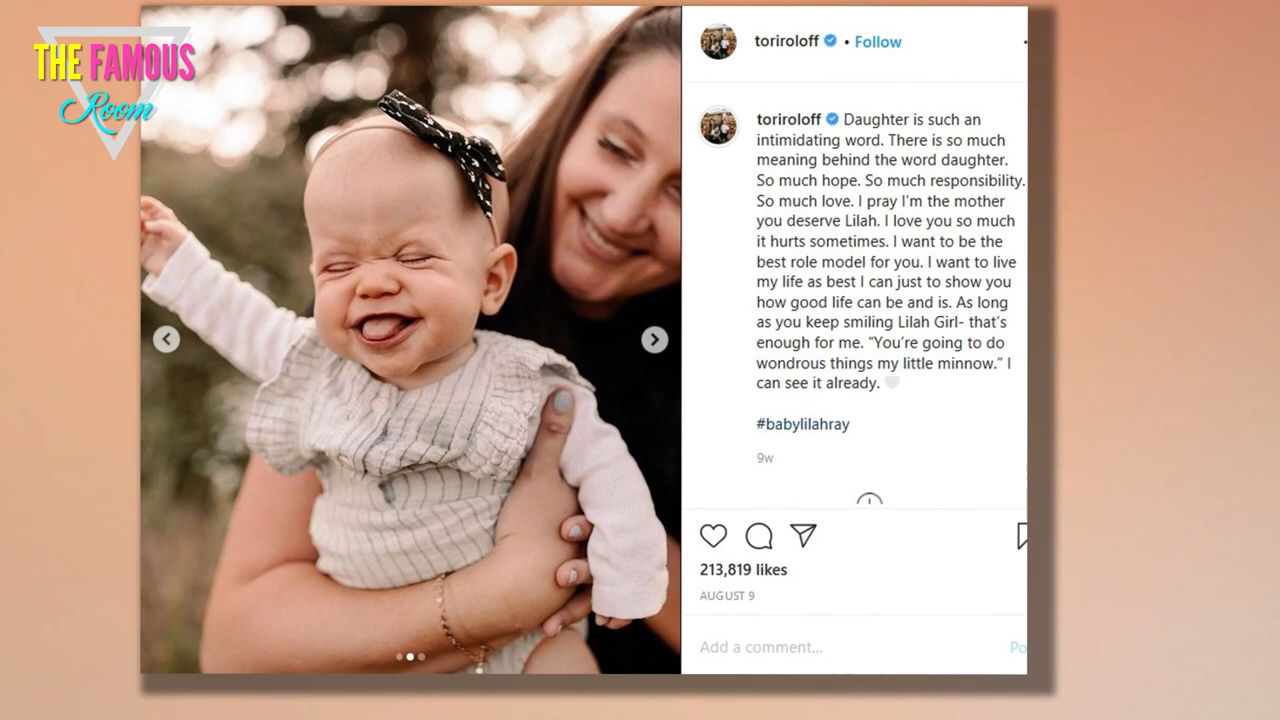 THE FAMOUS
Room
toriroloff • Follow
toriroloff Daughter is such an
intimidating word. There is so much
meaning behind the word daughter.
So much hope. So much responsibility.
So much love. I pray I’m the mother
you deserve Lilah. I love you so much
it hurts sometimes. I want to be the
best role model for you. I want to live
my life as best I can just to show you
how good life can be and is. As long
as you keep smiling Lilah Girl- that’s
enough for me. “You’re going to do
wondrous things my little minnow.” I
can see it already. 🤍
#babylilahray
9w
213,819 likes
AUGUST 9
Add a comment... Po